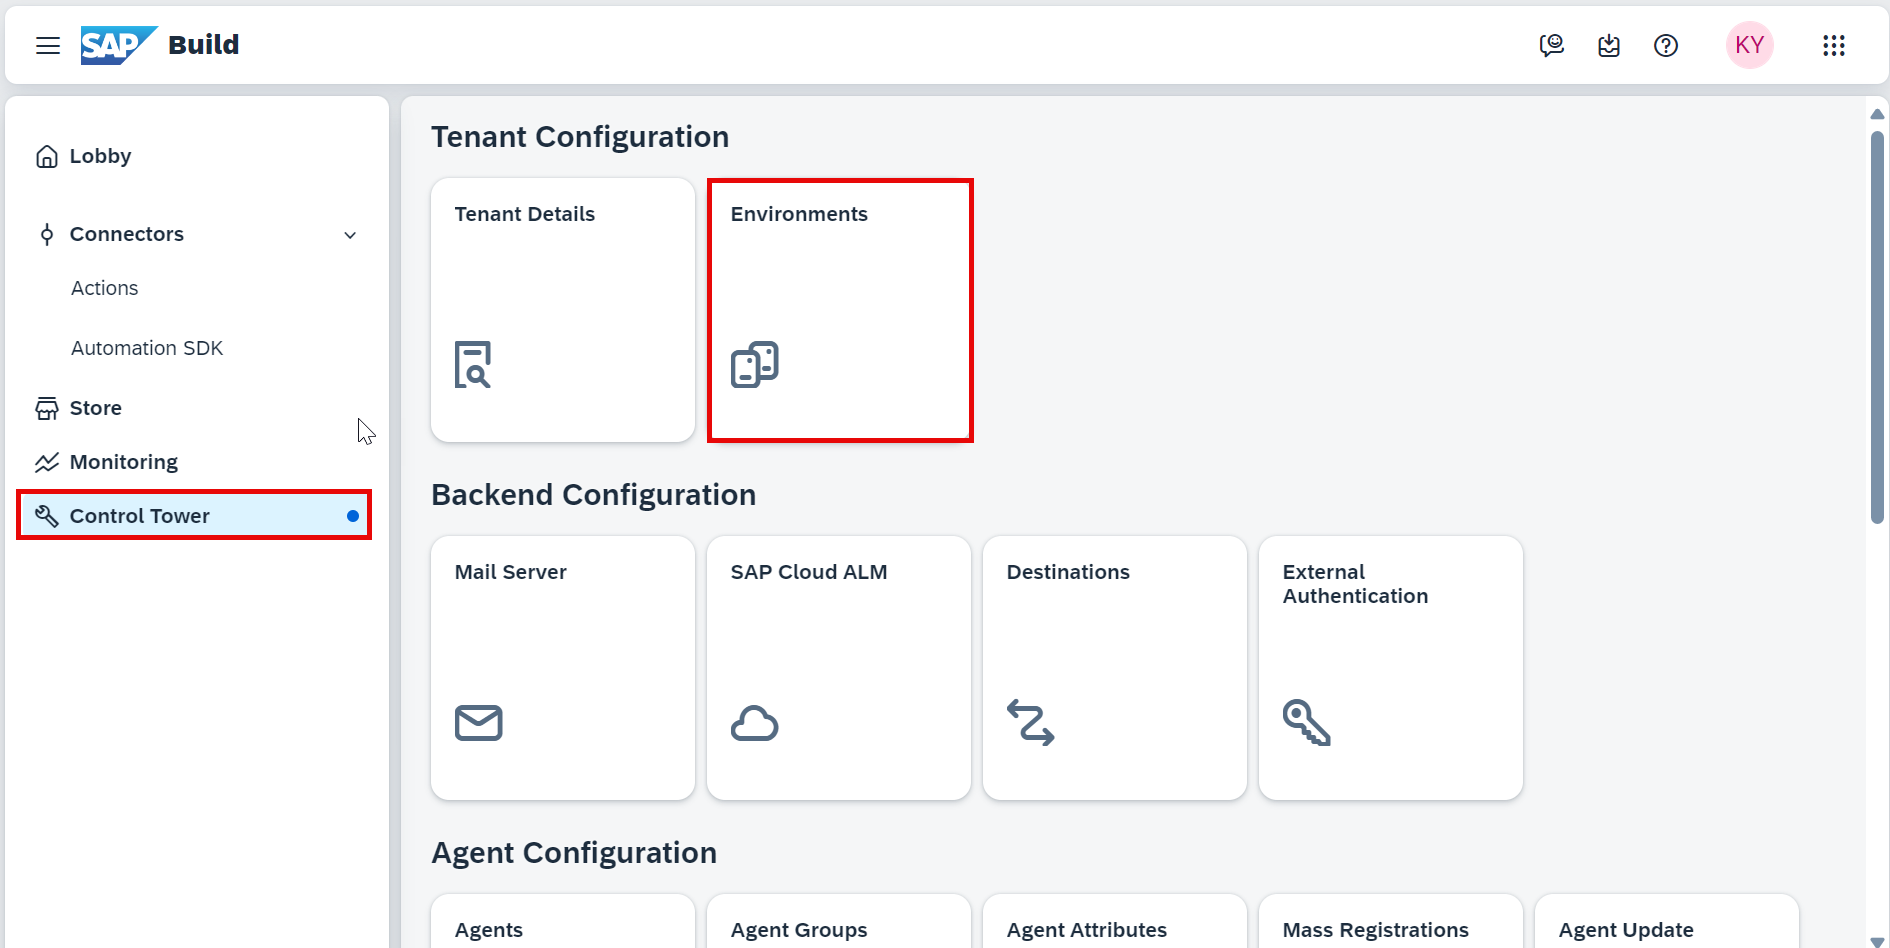 SAP Build
KY
Lobby
Connectors
Actions
Automation SDK
Store
Monitoring
Control Tower
Tenant Configuration
Tenant Details
Environments
Backend Configuration
Mail Server
SAP Cloud ALM
Destinations
External
Authentication
Agent Configuration
Agents
Agent Groups
Agent Attributes
Mass Registrations
Agent Update